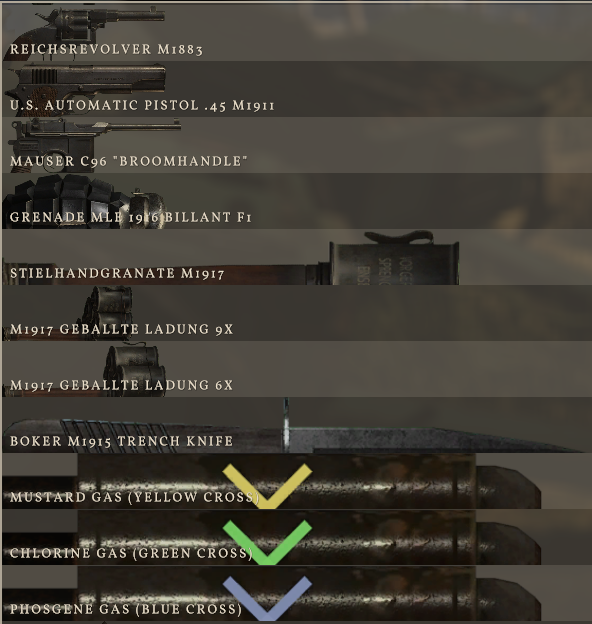 REICHSREVOLVER M1883
U.S. AUTOMATIC PISTOL .45 M1911
MAUSER C96 "BROOMHANDLE"
GRENADE MLE 1916 BILLANT F1
STIELHANDGRANATE M1917
M1917 GEBALLTE LADUNG 9X
M1917 GEBALLTE LADUNG 6X
BOKER M1915 TRENCH KNIFE
MUSTARD GAS (YELLOW CROSS)
CHLORINE GAS (GREEN CROSS)
PHOSGENE GAS (BLUE CROSS)